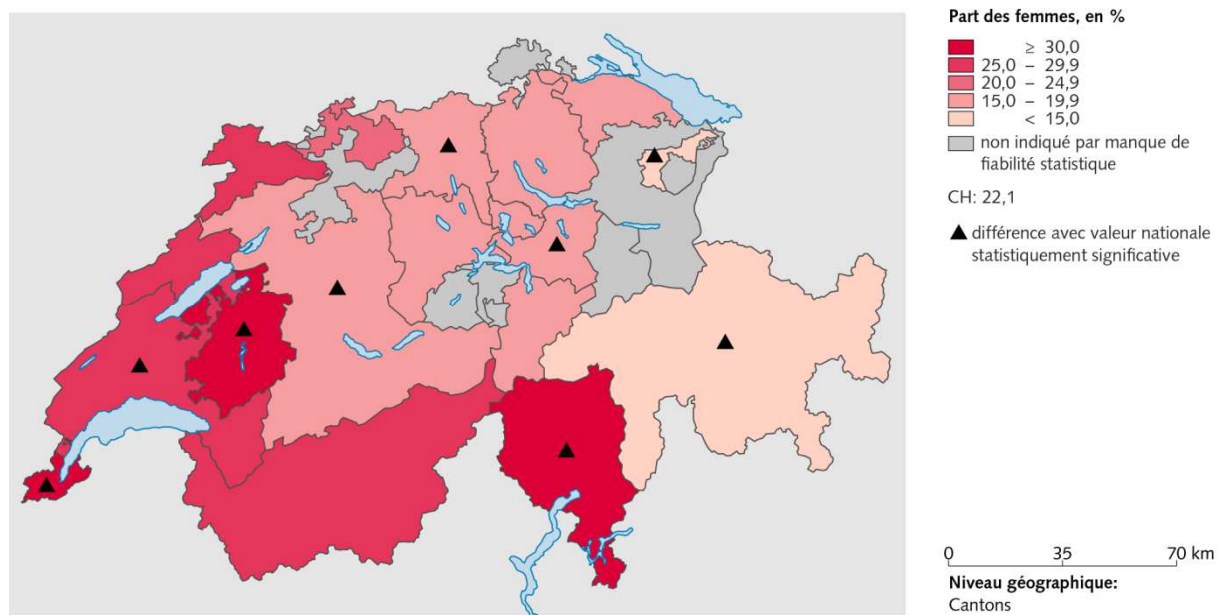 Part des femmes, en %
≥ 30,0
25,0 – 29,9
20,0 – 24,9
15,0 – 19,9
< 15,0
non indiqué par manque de
fiabilité statistique
CH: 22,1
différence avec valeur nationale
statistiquement significative
0 35 70 km
Niveau géographique:
Cantons